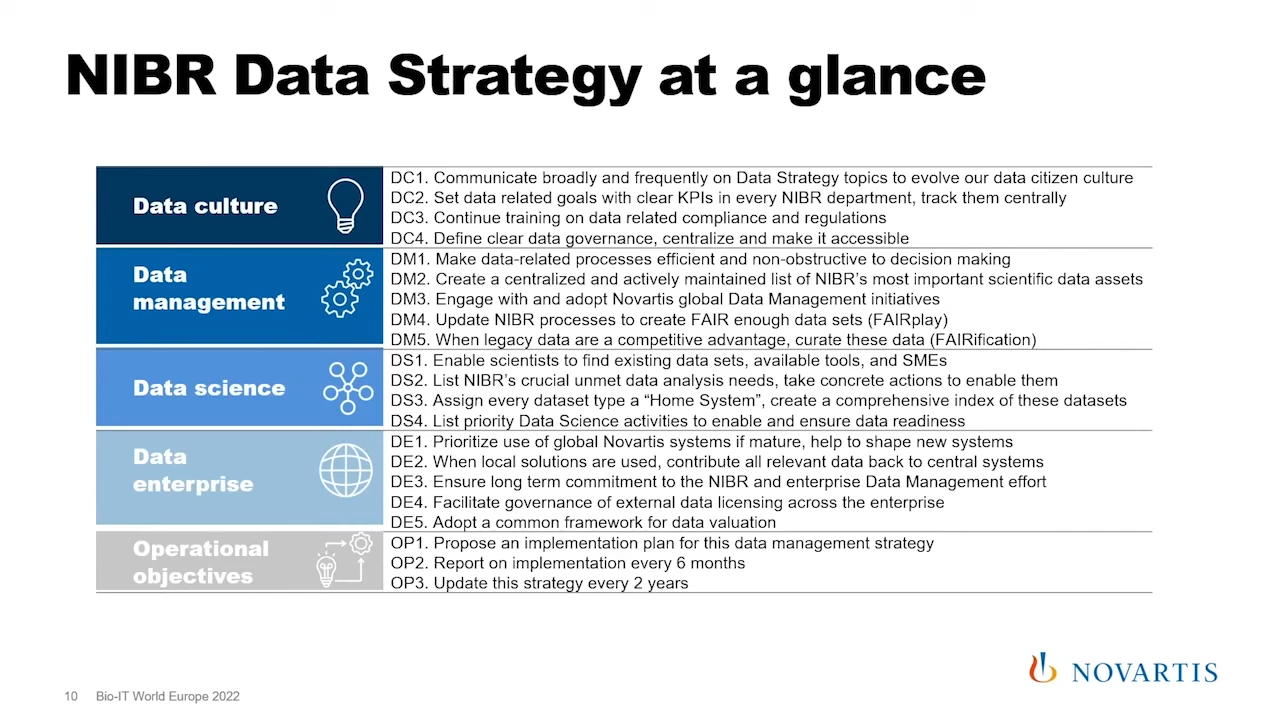 NIBR Data Strategy at a glance
Data culture
DC1. Communicate broadly and frequently on Data Strategy topics to evolve our data citizen culture
DC2. Set data related goals with clear KPIs in every NIBR department, track them centrally
DC3. Continue training on data related compliance and regulations
DC4. Define clear data governance, centralize and make it accessible
Data
management
DM1. Make data-related processes efficient and non-obstructive to decision making
DM2. Create a centralized and actively maintained list of NIBR’s most important scientific data assets
DM3. Engage with and adopt Novartis global Data Management initiatives
DM4. Update NIBR processes to create FAIR enough data sets (FAIRplay)
DM5. When legacy data are a competitive advantage, curate these data (FAIRification)
Data science
DS1. Enable scientists to find existing data sets, available tools, and SMEs
DS2. List NIBR’s crucial unmet data analysis needs, take concrete actions to enable them
DS3. Assign every dataset type a “Home System”, create a comprehensive index of these datasets
DS4. List priority Data Science activities to enable and ensure data readiness
Data
enterprise
DE1. Prioritize use of global Novartis systems if mature, help to shape new systems
DE2. When local solutions are used, contribute all relevant data back to central systems
DE3. Ensure long term commitment to the NIBR and enterprise Data Management effort
DE4. Facilitate governance of external data licensing across the enterprise
DE5. Adopt a common framework for data valuation
Operational
objectives
OP1. Propose an implementation plan for this data management strategy
OP2. Report on implementation every 6 months
OP3. Update this strategy every 2 years
NOVARTIS
10 Bio-IT World Europe 2022